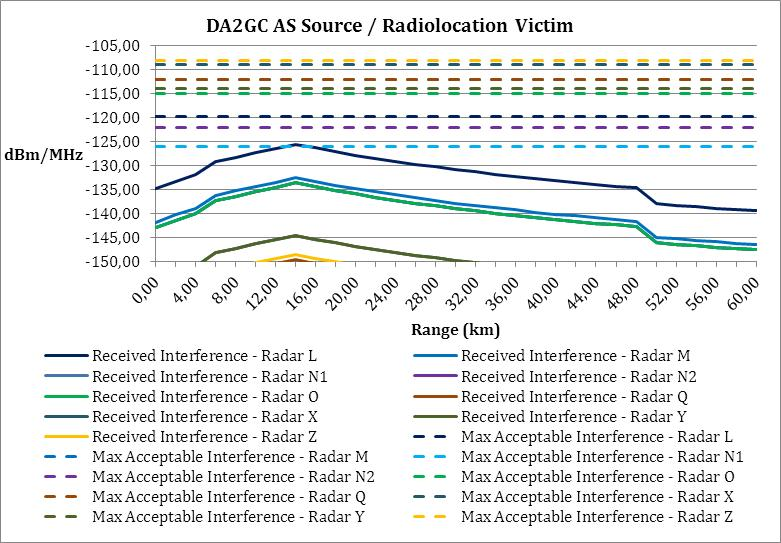 DA2GC AS Source / Radiolocation Victim
dBm/MHz
-105,00
-110,00
-115,00
-120,00
-125,00
-130,00
-135,00
-140,00
-145,00
-150,00
0,00
4,00
8,00
12,00
16,00
20,00
24,00
28,00
32,00
36,00
40,00
44,00
48,00
52,00
56,00
60,00
Range (km)
Received Interference - Radar L
Received Interference - Radar M
Received Interference - Radar N1
Received Interference - Radar N2
Received Interference - Radar O
Received Interference - Radar Q
Received Interference - Radar X
Received Interference - Radar Y
Received Interference - Radar Z
Max Acceptable Interference - Radar L
Max Acceptable Interference - Radar M
Max Acceptable Interference - Radar N1
Max Acceptable Interference - Radar N2
Max Acceptable Interference - Radar O
Max Acceptable Interference - Radar Q
Max Acceptable Interference - Radar X
Max Acceptable Interference - Radar Y
Max Acceptable Interference - Radar Z